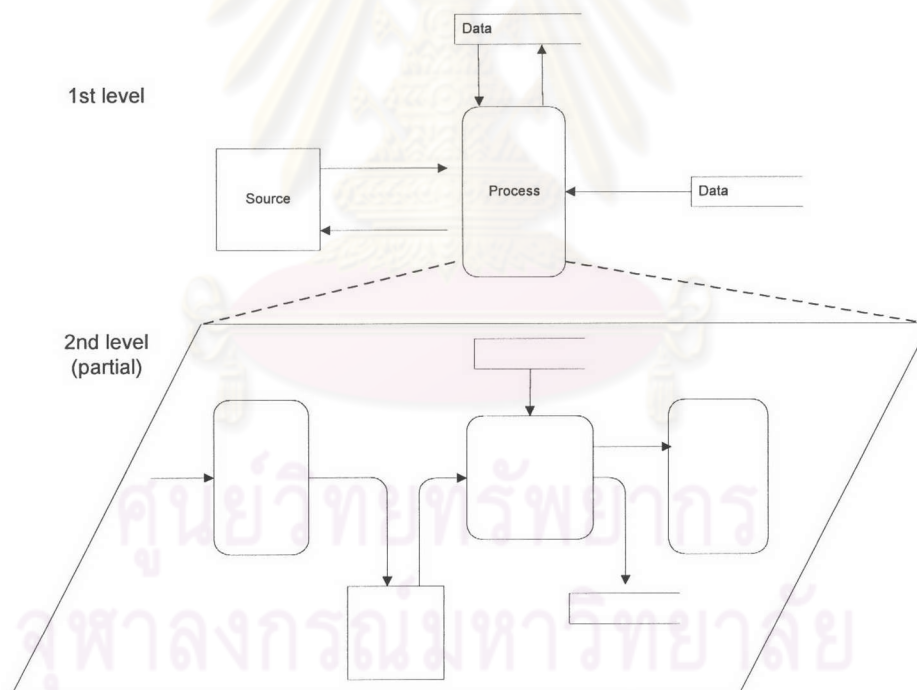 Data
1st level
Source
Process
Data
2nd level
(partial)
ศูนย์วิทยทรัพยากร
จุฬาลงกรณ์มหาวิทยาลัย